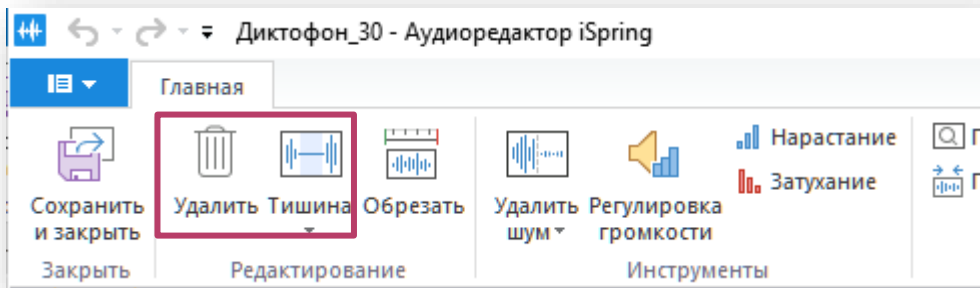 Диктофон_30 - Аудиоредактор iSpring
Главная
Сохранить
и закрыть
Удалить
Тишина
Обрезать
Удалить
шум
Регулировка
громкости
Нарастание
Затухание
Закрыть
Редактирование
Инструменты